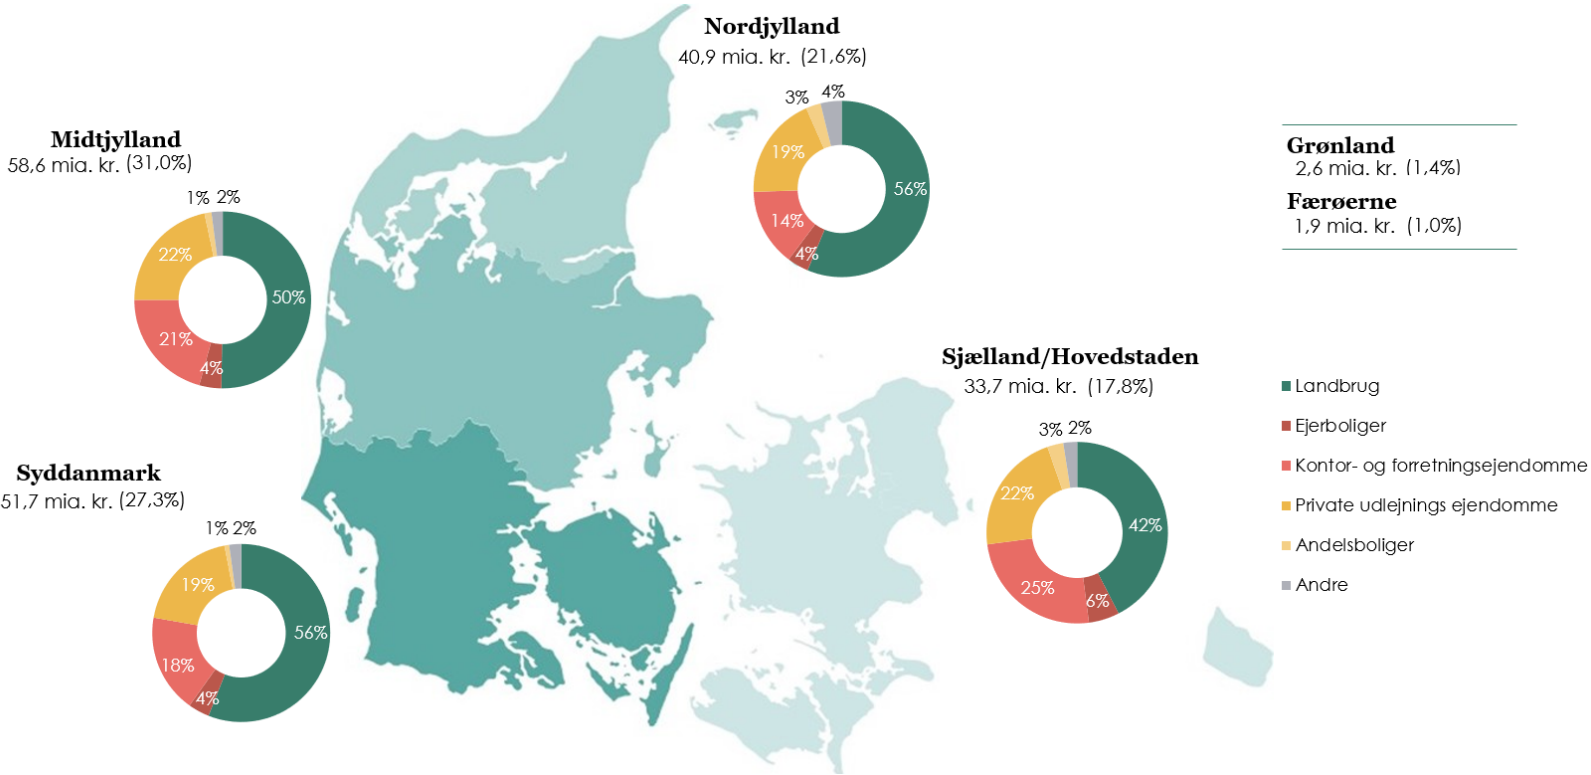 Nordjylland
40,9 mia. kr. (21,6%)
3%
4%
19%
56%
14%
4%
Midtjylland
58,6 mia. kr. (31,0%)
1%
2%
22%
50%
21%
4%
Grønland
2,6 mia. kr. (1,4%)
Færøerne
1,9 mia. kr. (1,0%)
Sjælland/Hovedstaden
33,7 mia. kr. (17,8%)
3%
2%
22%
42%
25%
6%
Syddanmark
51,7 mia. kr. (27,3%)
1%
2%
19%
56%
18%
4%
Landbrug
Ejerboliger
Kontor- og forretningsejendomme
Private udlejnings ejendomme
Andelsboliger
Andre